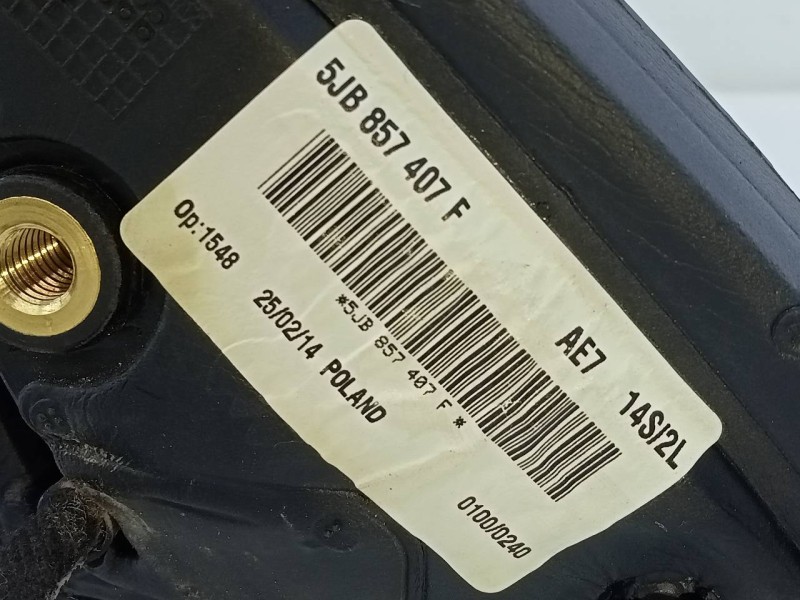 5JB 857 407 F
AE7 14S/2L
*5JB 857 407 F*
Op:1548
25/02/14 POLAND
0100/0240